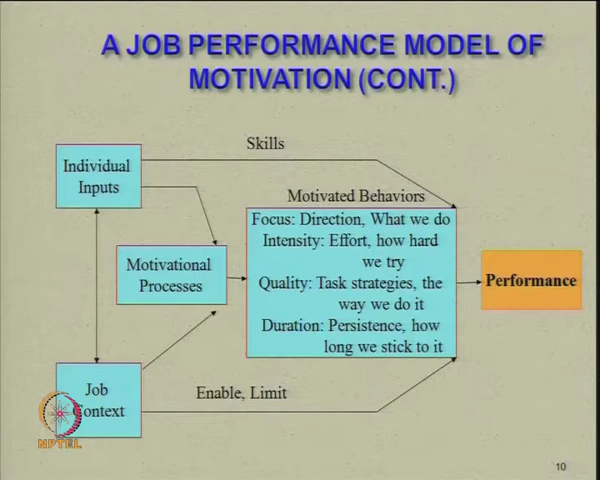 A JOB PERFORMANCE MODEL OF
MOTIVATION (CONT.)
Skills
Individual
Inputs
Motivated Behaviors
Focus: Direction, What we do
Intensity: Effort, how hard
we try
Quality: Task strategies, the
way we do it
Duration: Persistence, how
long we stick to it
Motivational
Processes
Performance
Job
Context
Enable, Limit
NPTEL
10